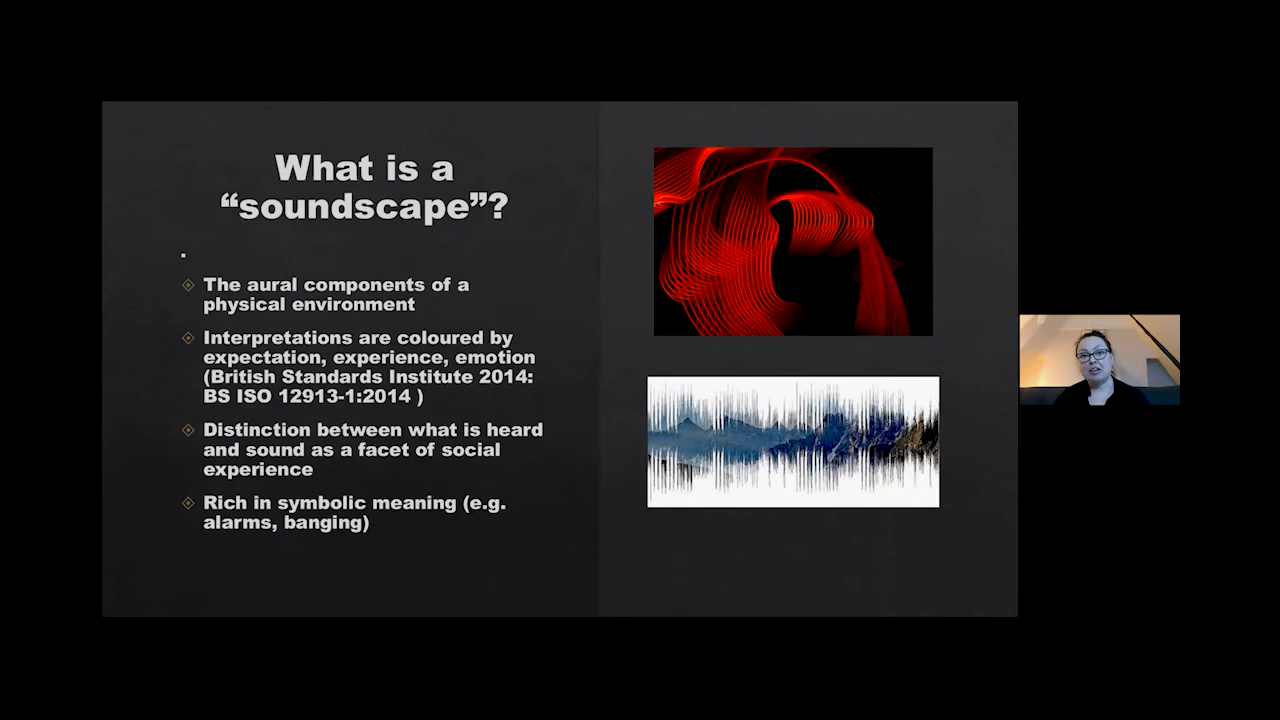 What is a
“soundscape”?
.
The aural components of a
physical environment
Interpretations are coloured by
expectation, experience, emotion
(British Standards Institute 2014:
BS ISO 12913-1:2014 )
Distinction between what is heard
and sound as a facet of social
experience
Rich in symbolic meaning (e.g.
alarms, banging)